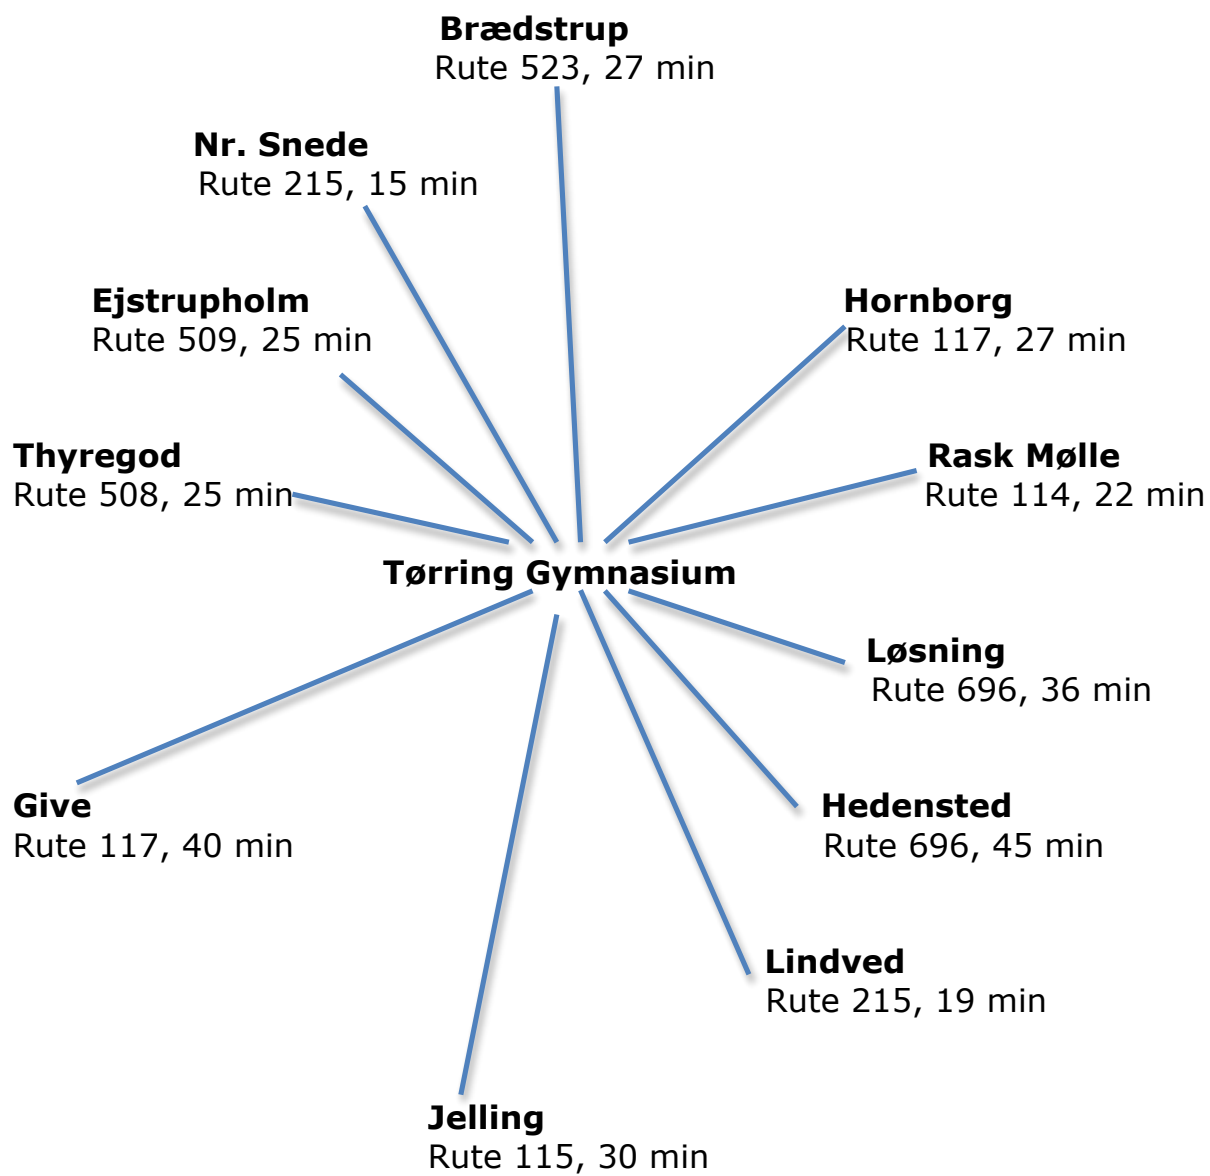 Brædstrup
Rute 523, 27 min
Nr. Snede
Rute 215, 15 min
Ejstrupholm
Rute 509, 25 min
Hornborg
Rute 117, 27 min
Thyregod
Rute 508, 25 min
Rask Mølle
Rute 114, 22 min
Tørring Gymnasium
Løsning
Rute 696, 36 min
Give
Rute 117, 40 min
Hedensted
Rute 696, 45 min
Lindved
Rute 215, 19 min
Jelling
Rute 115, 30 min